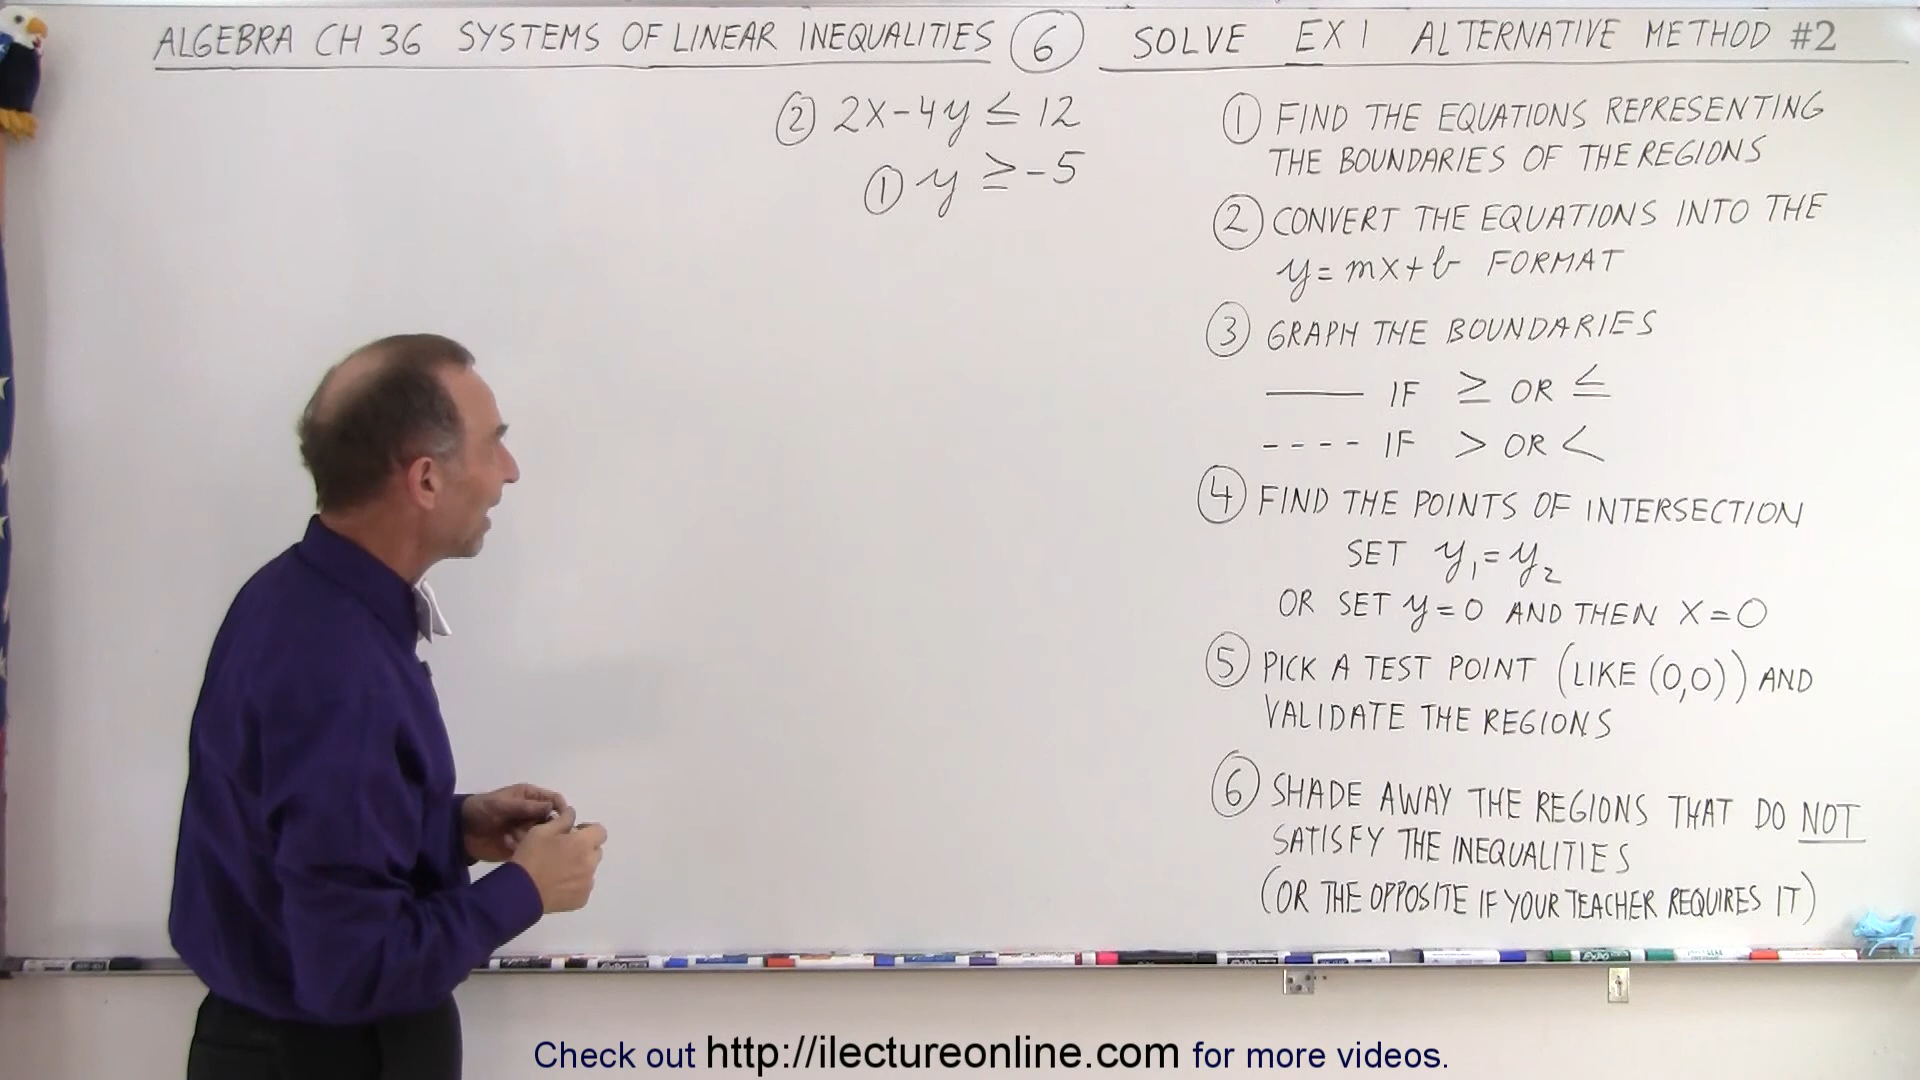 ALGEBRA CH 36 SYSTEMS OF LINEAR INEQUALITIES 6 SOLVE EX 1 ALTERNATIVE METHOD #2
② 2x-4y ≤ 12
① y ≥ -5
① FIND THE EQUATIONS REPRESENTING
THE BOUNDARIES OF THE REGIONS
② CONVERT THE EQUATIONS INTO THE
y = mx+b FORMAT
③ GRAPH THE BOUNDARIES
—— IF ≥ OR ≤
- - - - IF > OR <
④ FIND THE POINTS OF INTERSECTION
SET y₁ = y₂
OR SET y = 0 AND THEN X = 0
⑤ PICK A TEST POINT (LIKE (0,0)) AND
VALIDATE THE REGIONS
⑥ SHADE AWAY THE REGIONS THAT DO NOT
SATISFY THE INEQUALITIES
(OR THE OPPOSITE IF YOUR TEACHER REQUIRES IT)
Check out http://ilectureonline.com for more videos.